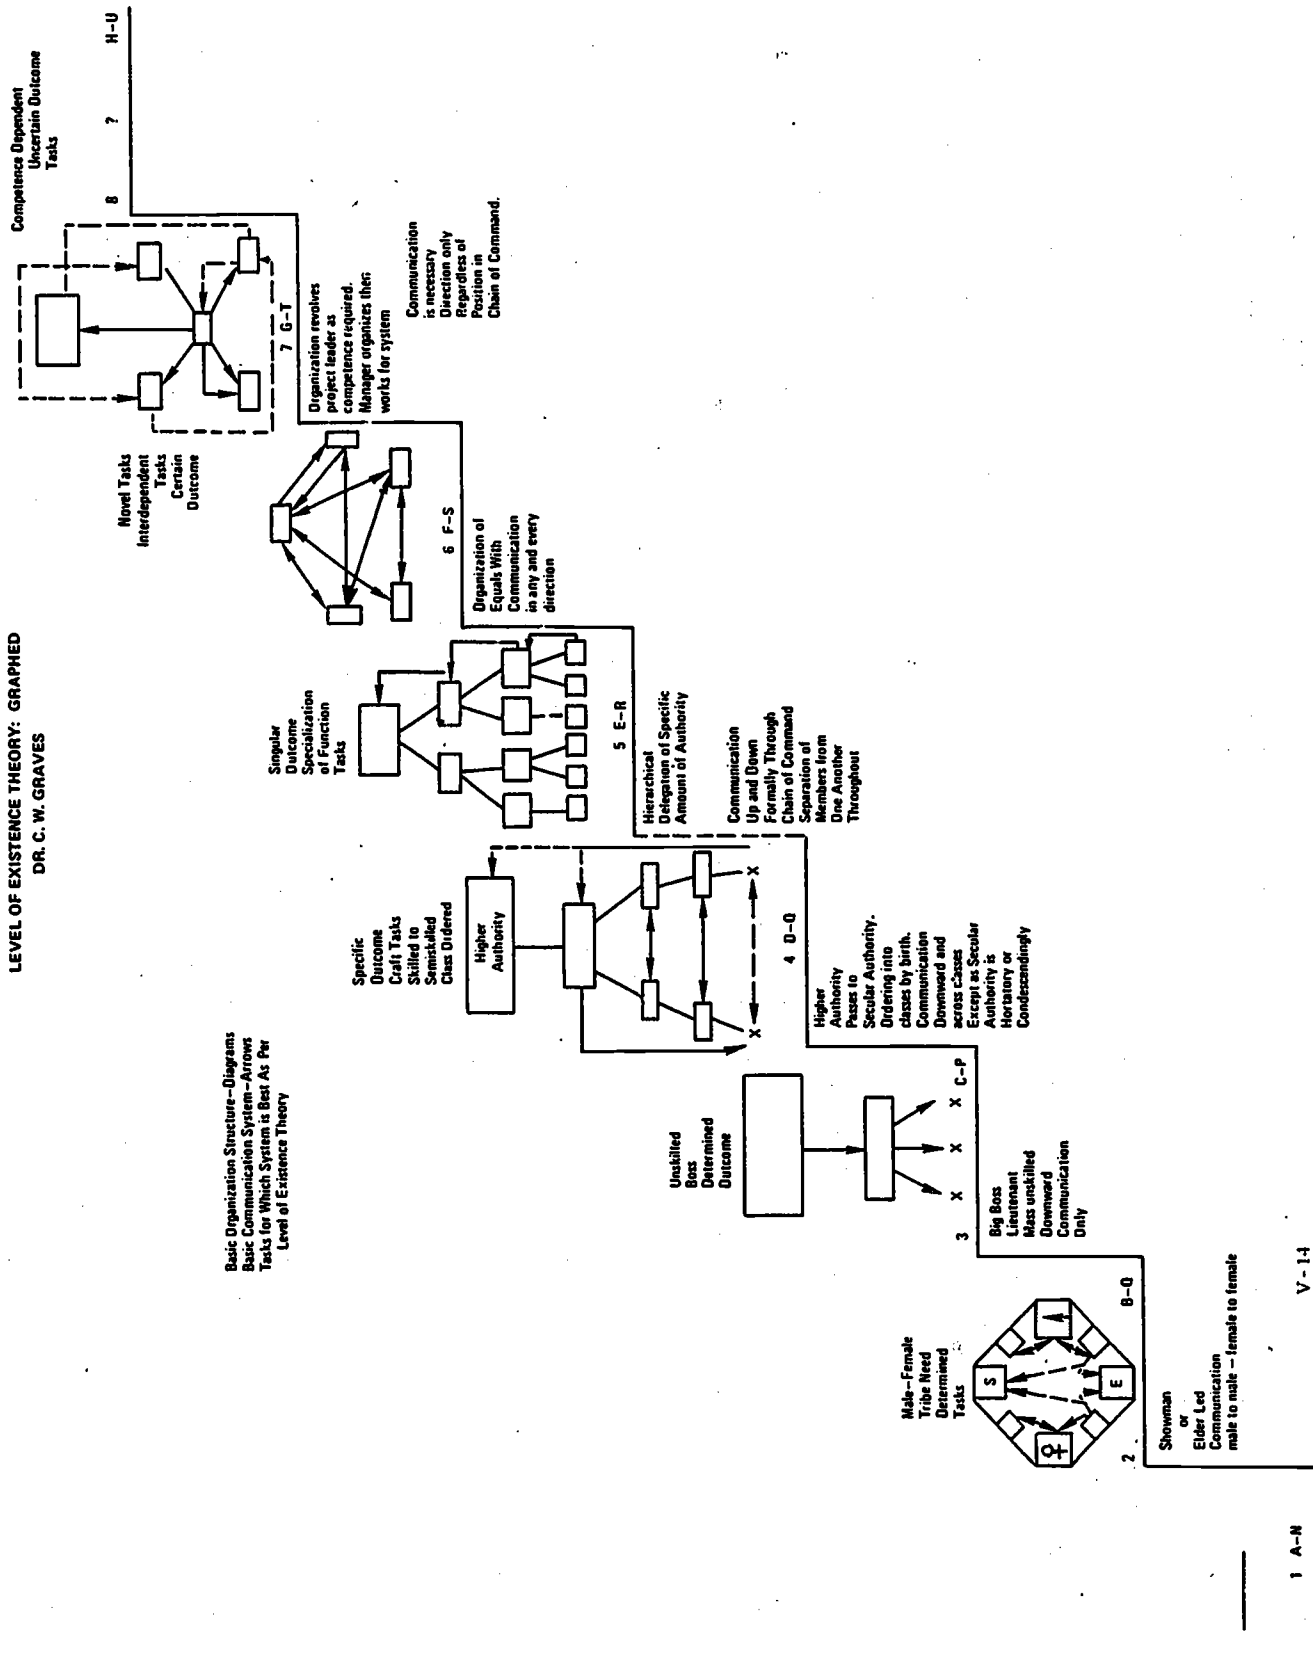 LEVEL OF EXISTENCE THEORY: GRAPHED
DR. C. W. GRAVES
Basic Organization Structure–Diagrams
Basic Communication System–Arrows
Tasks for Which System is Best As Per
Level of Existence Theory
1 A–N
Male–Female
Tribe Need
Determined
Tasks
S
E
2
B–O
Showman
or
Elder Led
Communication
male to male – female to female
Unskilled
Boss
Determined
Outcome
X X X
3
C–P
Big Boss
Lieutenant
Mass unskilled
Downward
Communication
Only
Specific
Outcome
Craft Tasks
Skilled to
Semiskilled
Class Ordered
Higher
Authority
X X
4 D–Q
Higher
Authority
Passes to
Secular Authority.
Ordering into
classes by birth.
Communication
Downward and
across classes
Except as Secular
Authority is
Hortatory or
Condescendingly
Singular
Outcome
Specialization
of Function
Tasks
5 E–R
Hierarchical
Delegation of Specific
Amount of Authority
Communication
Up and Down
Formally Through
Chain of Command
Separation of
Members from
One Another
Throughout
6 F–S
Organization of
Equals With
Communication
in any and every
direction
Novel Tasks
Interdependent
Tasks
Certain
Outcome
7 G–T
Organization revolves
project leader as
competence required.
Manager organizes then
works for system
Communication
is necessary
Direction only
Regardless of
Position in
Chain of Command.
Competence Dependent
Uncertain Outcome
Tasks
8 ? H–U
V - 14